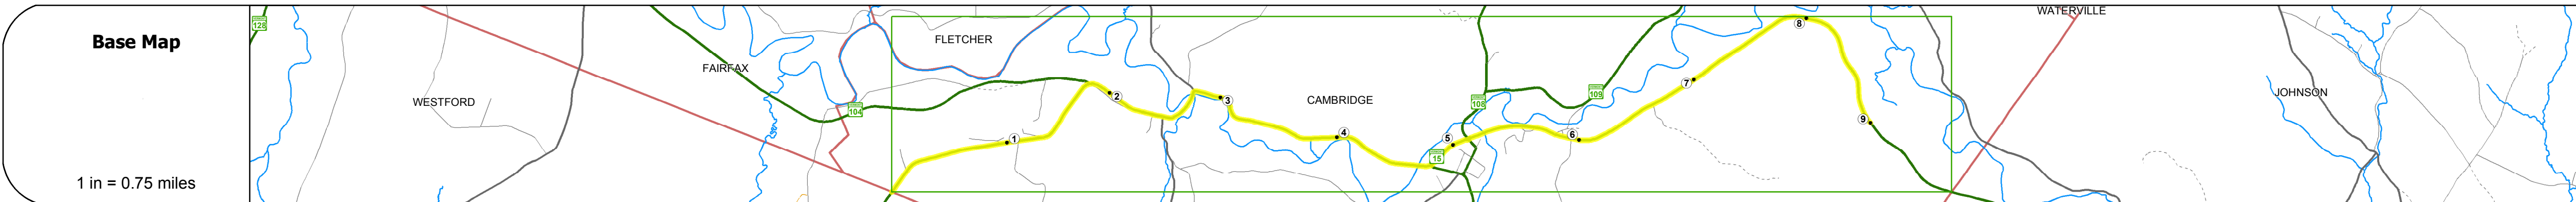 Base Map
1 in = 0.75 miles
128
WESTFORD
FAIRFAX
104
FLETCHER
1
2
3
CAMBRIDGE
4
5
15
108
6
109
7
8
9
WATERVILLE
JOHNSON